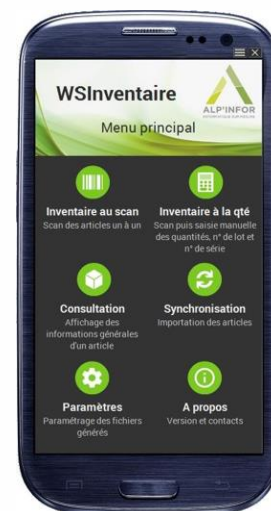 WSInventaire
ALP'INFOR
Menu principal
Inventaire au scan
Scan des articles un à un
Inventaire à la qté
Scan puis saisie manuelle
des quantités, n° de lot et
n° de série
Consultation
Affichage des
informations générales
d'un article
Synchronisation
Importation des articles
Paramètres
Paramétrage des fichiers
générés
A propos
Version et contacts